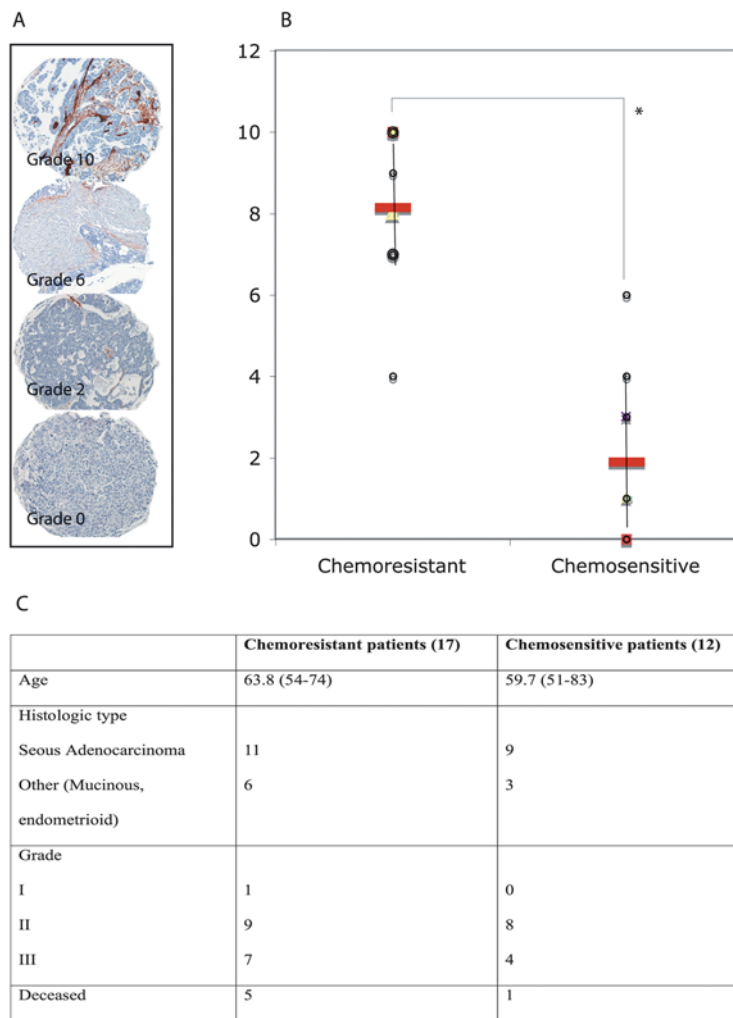 A
Grade 10
Grade 6
Grade 2
Grade 0
B
12
10
8
6
4
2
0
*
Chemoresistant Chemosensitive
C
Chemoresistant patients (17) Chemosensitive patients (12)
Age 63.8 (54-74) 59.7 (51-83)
Histologic type
Seous Adenocarcinoma 11 9
Other (Mucinous, 6 3
endometrioid)
Grade
I 1 0
II 9 8
III 7 4
Deceased 5 1